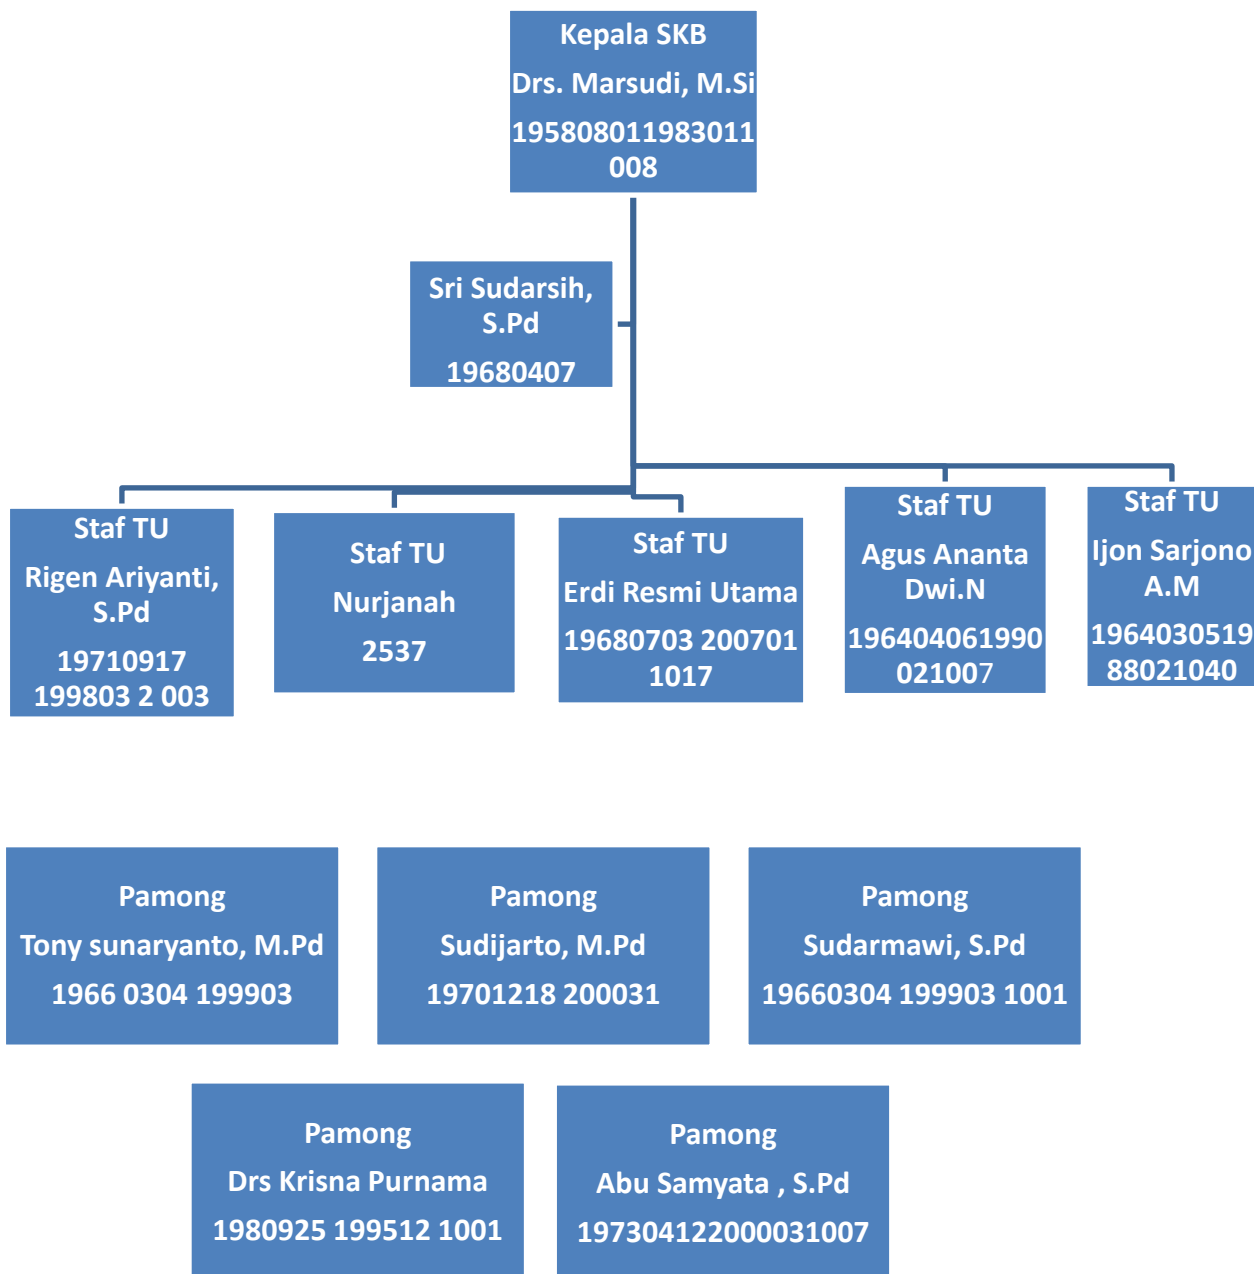 Kepala SKB
Drs. Marsudi, M.Si
195808011983011
008
Sri Sudarsih,
S.Pd
19680407
Staf TU
Rigen Ariyanti,
S.Pd
19710917
199803 2 003
Staf TU
Nurjanah
2537
Staf TU
Erdi Resmi Utama
19680703 200701
1017
Staf TU
Agus Ananta
Dwi.N
196404061990
021007
Staf TU
Ijon Sarjono
A.M
1964030519
88021040
Pamong
Tony sunaryanto, M.Pd
1966 0304 199903
Pamong
Sudijarto, M.Pd
19701218 200031
Pamong
Sudarmawi, S.Pd
19660304 199903 1001
Pamong
Drs Krisna Purnama
1980925 199512 1001
Pamong
Abu Samyata , S.Pd
197304122000031007